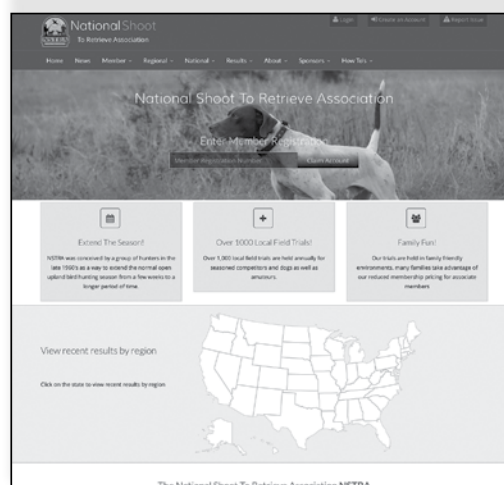 National Shoot
To Retrieve Association
Login
Create an Account
Report Issue
Home News Member Regional National Results About Sponsors How To's
National Shoot To Retrieve Association
Enter Member Registration
Member Registration Number
Claim Account
Extend The Season!
NSTRA was conceived by a group of hunters in the
late 1960's as a way to extend the normal open
upland bird hunting season from a few weeks to a
longer period of time.
Over 1000 Local Field Trials!
Over 1,000 local field trials are held annually for
seasoned competitors and dogs as well as
amateurs.
Family Fun!
Our trials are held in family friendly
environments, many families take advantage of
our reduced membership pricing for associate
members
View recent results by region
Click on the state to view recent results by region
The National Shoot To Retrieve Association NSTRA